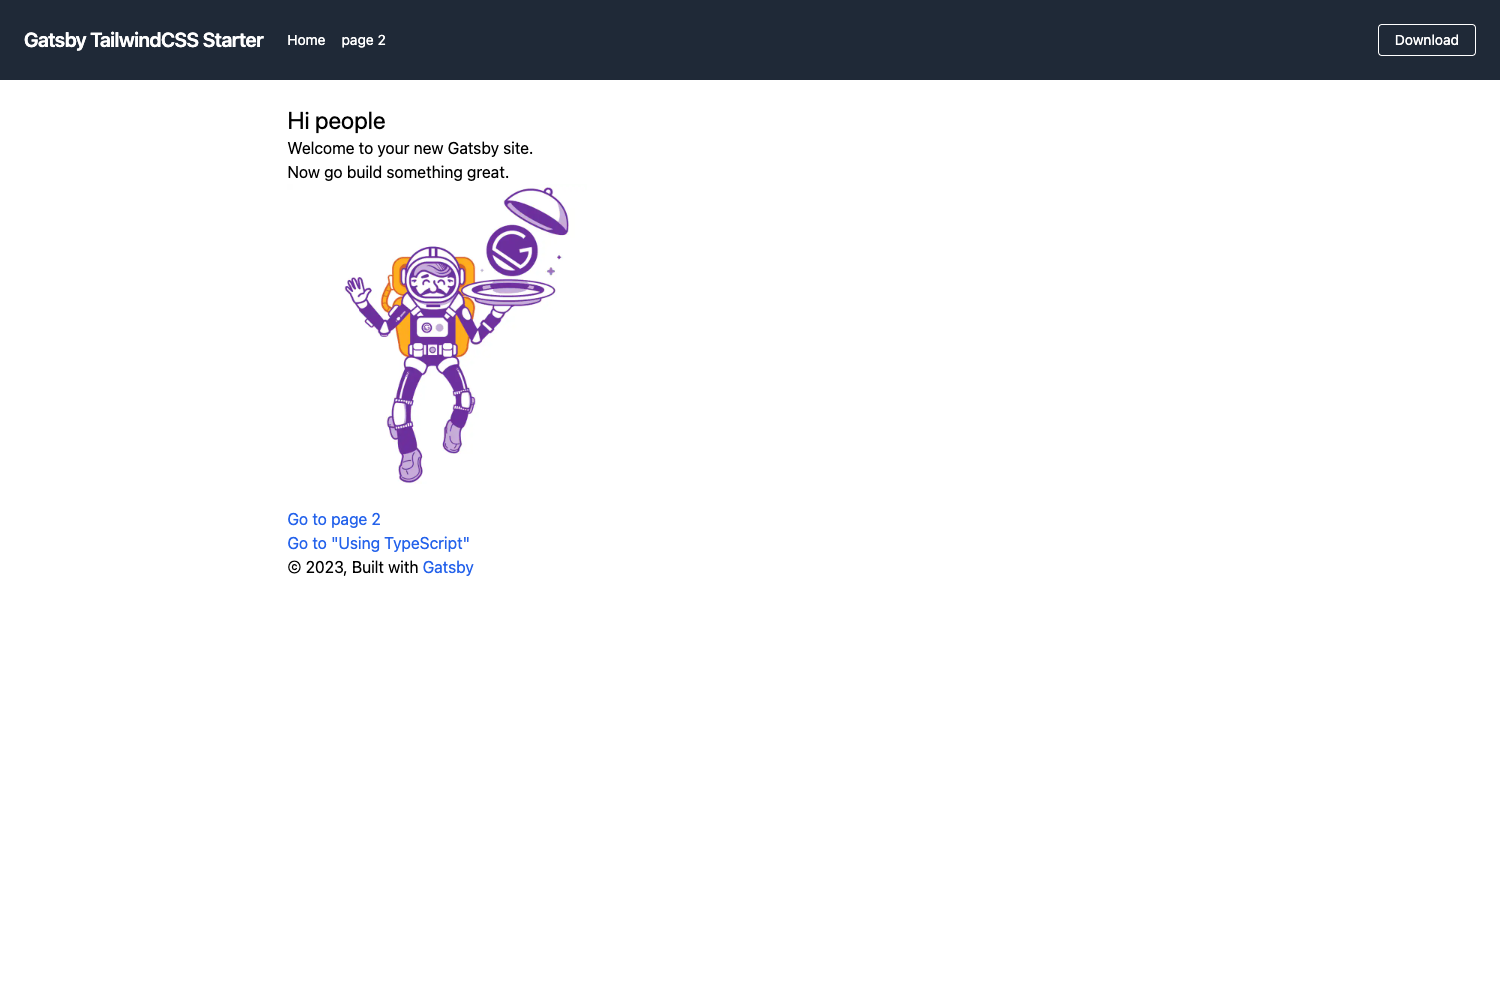 Gatsby TailwindCSS Starter Home page 2 Download
Hi people
Welcome to your new Gatsby site.
Now go build something great.
Go to page 2
Go to "Using TypeScript"
© 2023, Built with Gatsby